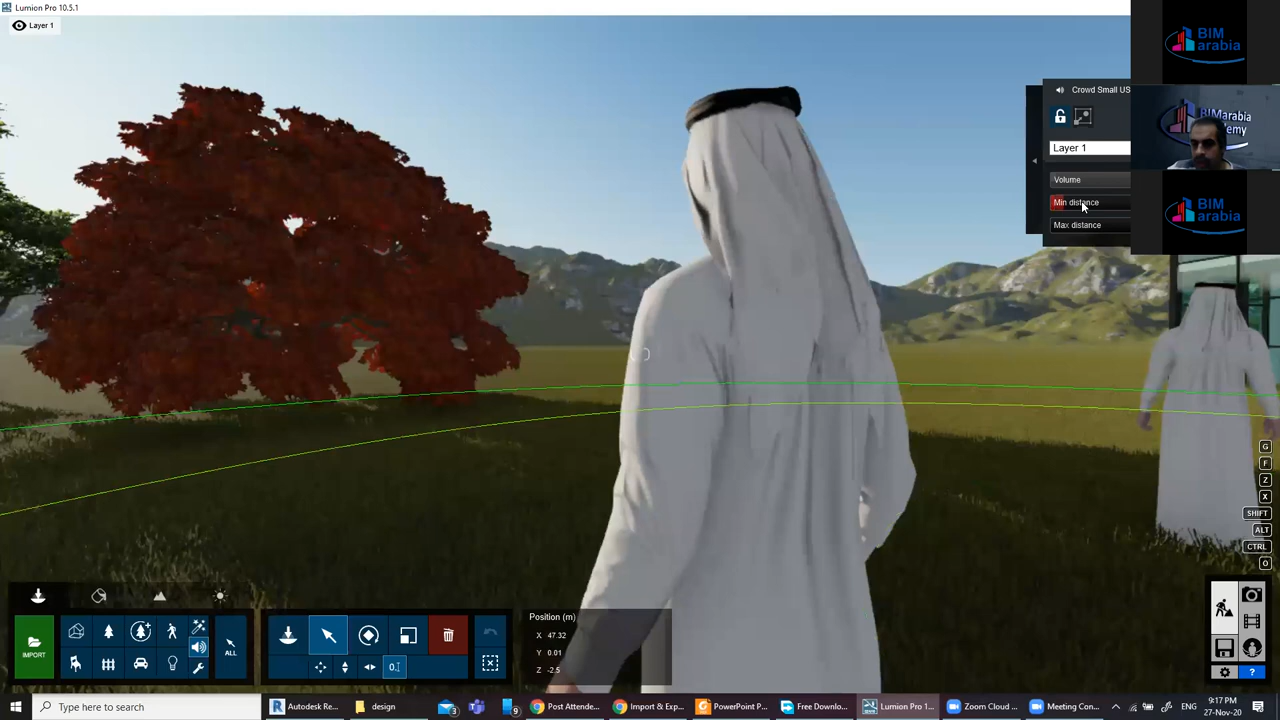 Lumion Pro 10.5.1
Layer 1
BIM
arabia
Crowd Small US
BIMarabia
Layer 1
Volume
Min distance
Max distance
BIM
arabia
G
F
Z
X
SHIFT
ALT
CTRL
O
IMPORT
ALL
Position (m)
X 47.32
Y 0.01
Z -2.5
?
Type here to search
Autodesk Re...
design
3
9
Post Attende...
Import & Exp...
PowerPoint P...
Free Downlo...
Lumion Pro 1...
Zoom Cloud ...
Meeting Con...
ENG
9:17 PM
27-Nov-20